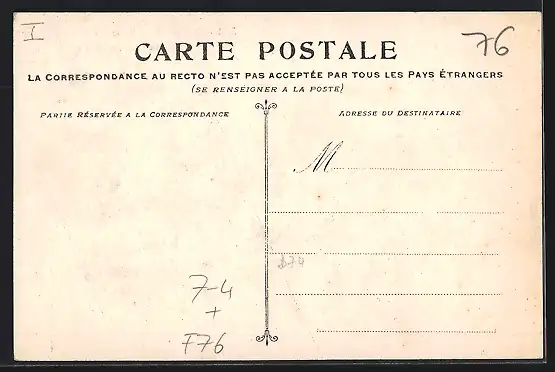 I
76
CARTE POSTALE
LA CORRESPONDANCE AU RECTO N'EST PAS ACCEPTÉE PAR TOUS LES PAYS ÉTRANGERS
(SE RENSEIGNER A LA POSTE)
PARTIE RÉSERVÉE A LA CORRESPONDANCE
ADRESSE DU DESTINATAIRE
M
7-4
+
F76